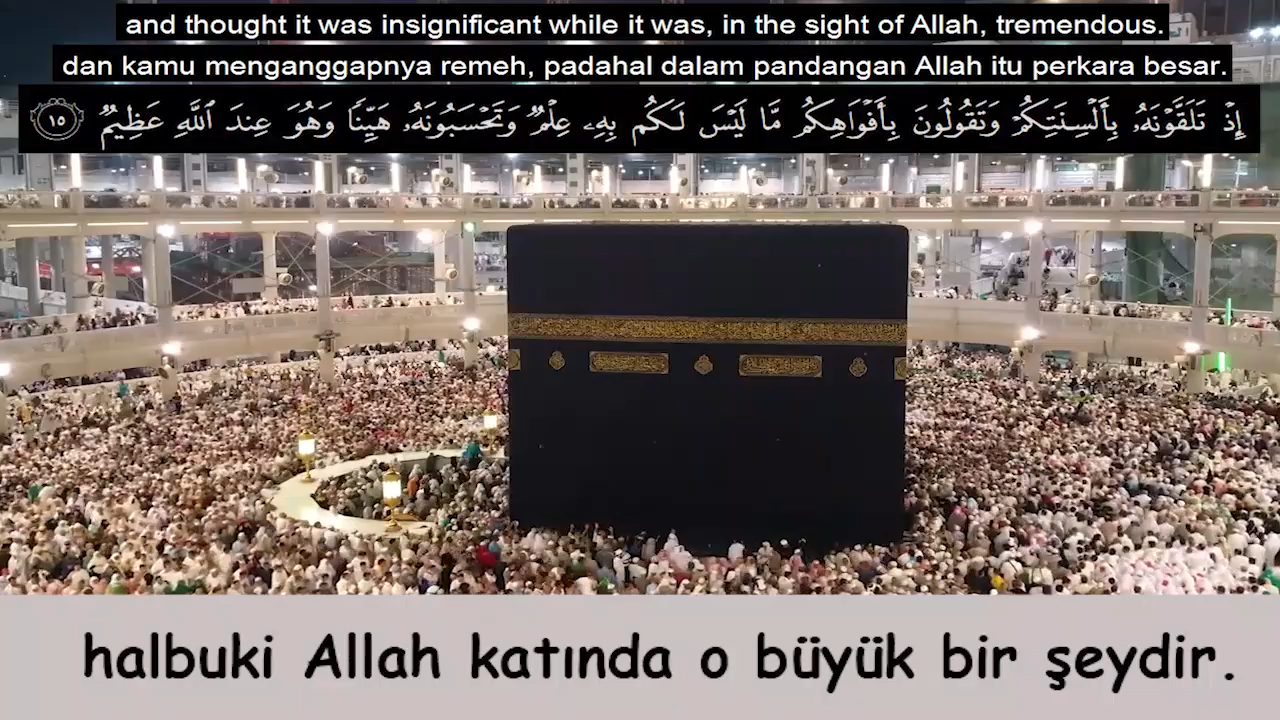 and thought it was insignificant while it was, in the sight of Allah, tremendous.
dan kamu menganggapnya remeh, padahal dalam pandangan Allah itu perkara besar.
إِذْ تَلَقَّوْنَهُۥ بِأَلْسِنَتِكُمْ وَتَقُولُونَ بِأَفْوَاهِكُم مَّا لَيْسَ لَكُم بِهِۦ عِلْمٌ وَتَحْسَبُونَهُۥ هَيِّنًا وَهُوَ عِندَ ٱللَّهِ عَظِيمٌ ١٥
halbuki Allah katında o büyük bir şeydir.